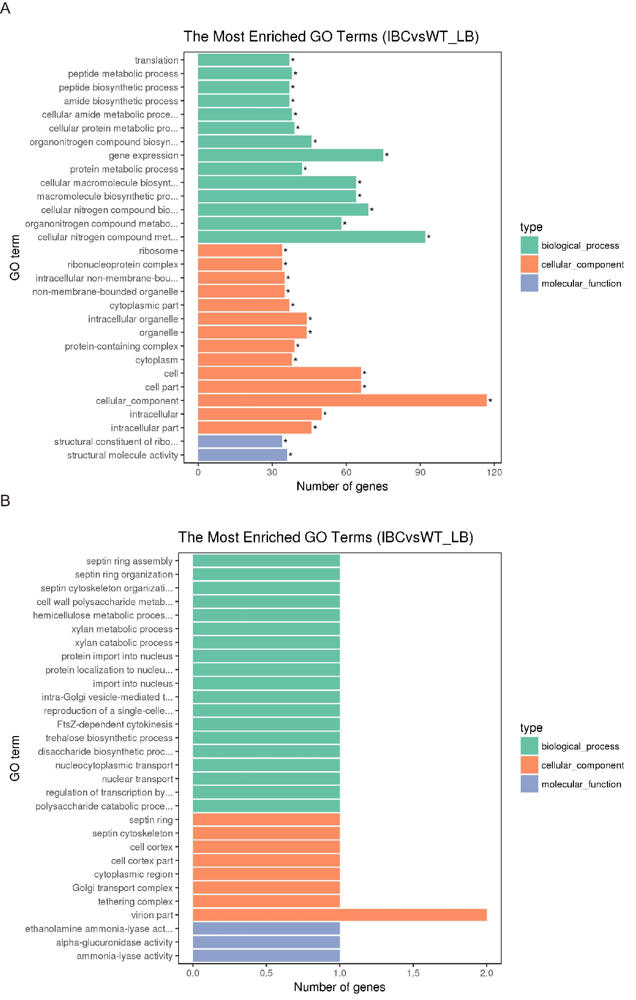 A
The Most Enriched GO Terms (IBCvsWT_LB)
translation *
peptide metabolic process *
peptide biosynthetic process *
amide biosynthetic process *
cellular amide metabolic proce... *
cellular protein metabolic pro... *
organonitrogen compound biosyn... *
gene expression *
protein metabolic process *
cellular macromolecule biosynt... *
macromolecule biosynthetic pro... *
cellular nitrogen compound bio... *
organonitrogen compound metabo... *
cellular nitrogen compound met... *
ribosome *
ribonucleoprotein complex *
intracellular non-membrane-bou... *
non-membrane-bounded organelle *
cytoplasmic part *
intracellular organelle *
organelle *
protein-containing complex *
cytoplasm *
cell *
cell part *
cellular_component *
intracellular *
intracellular part *
structural constituent of ribo... *
structural molecule activity *
GO term
0 30 60 90 120
Number of genes
type
biological_process
cellular_component
molecular_function
B
The Most Enriched GO Terms (IBCvsWT_LB)
septin ring assembly
septin ring organization
septin cytoskeleton organizati...
cell wall polysaccharide metab...
hemicellulose metabolic proces...
xylan metabolic process
xylan catabolic process
protein import into nucleus
protein localization to nucleu...
import into nucleus
intra-Golgi vesicle-mediated t...
reproduction of a single-celle...
FtsZ-dependent cytokinesis
trehalose biosynthetic process
disaccharide biosynthetic proc...
nucleocytoplasmic transport
nuclear transport
regulation of transcription by...
polysaccharide catabolic proce...
septin ring
septin cytoskeleton
cell cortex
cell cortex part
cytoplasmic region
Golgi transport complex
tethering complex
virion part
ethanolamine ammonia-lyase act...
alpha-glucuronidase activity
ammonia-lyase activity
GO term
0.0 0.5 1.0 1.5 2.0
Number of genes
type
biological_process
cellular_component
molecular_function